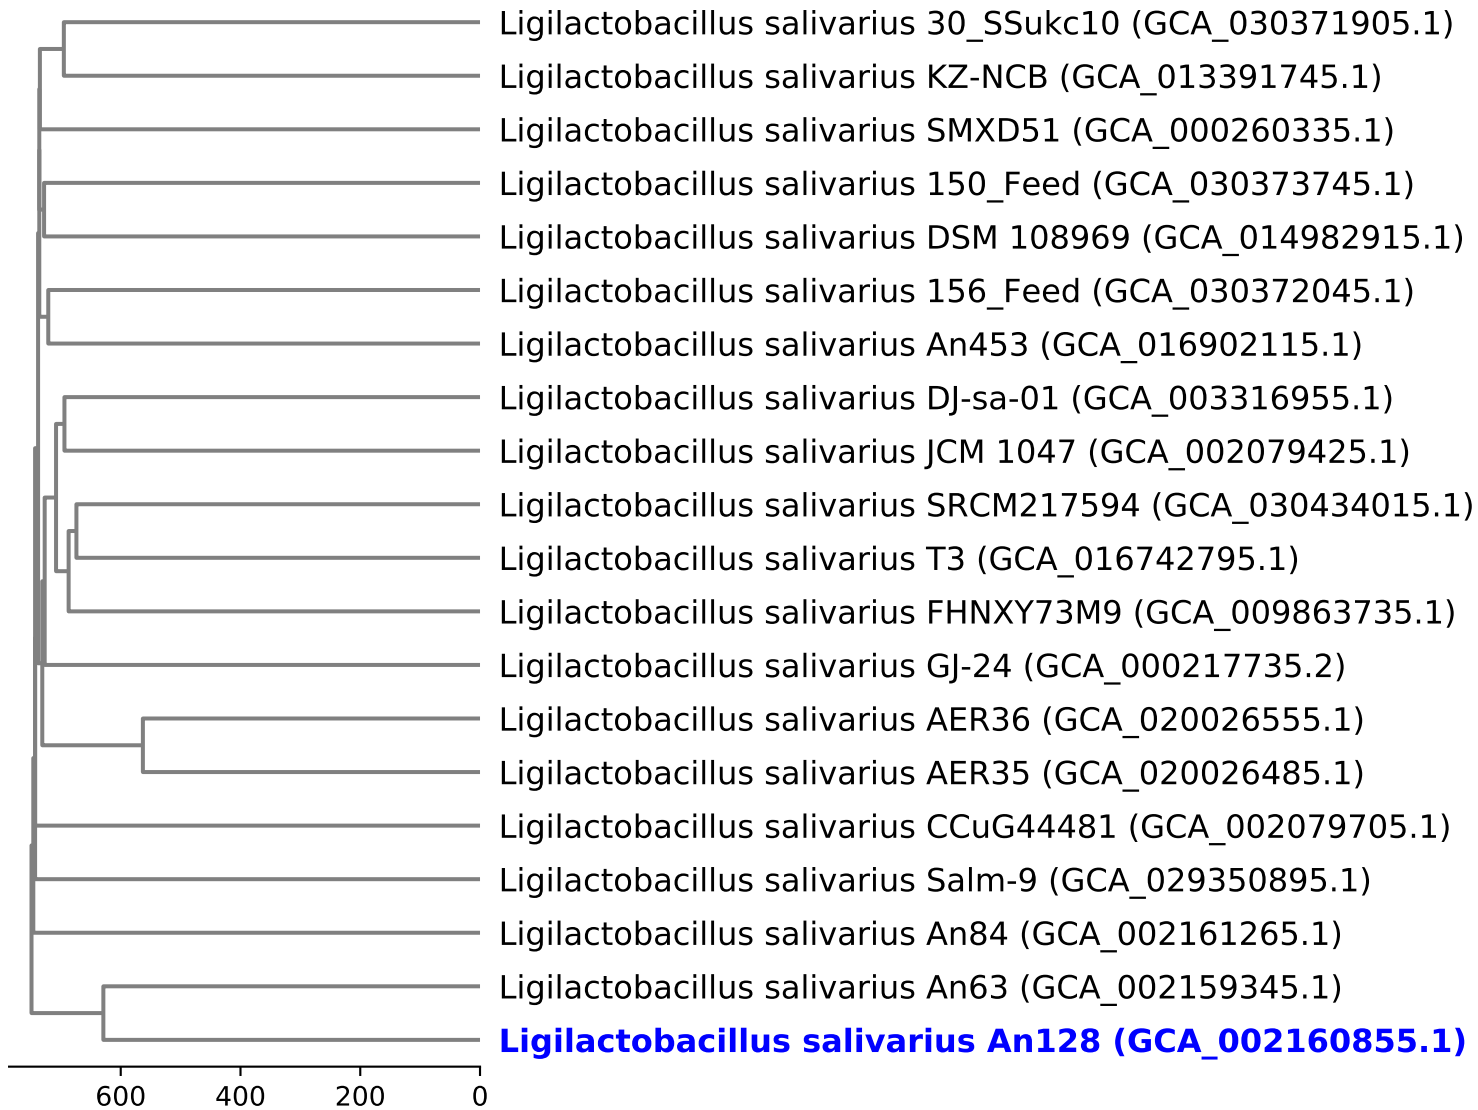 Ligilactobacillus salivarius 30_SSukc10 (GCA_030371905.1)
Ligilactobacillus salivarius KZ-NCB (GCA_013391745.1)
Ligilactobacillus salivarius SMXD51 (GCA_000260335.1)
Ligilactobacillus salivarius 150_Feed (GCA_030373745.1)
Ligilactobacillus salivarius DSM 108969 (GCA_014982915.1)
Ligilactobacillus salivarius 156_Feed (GCA_030372045.1)
Ligilactobacillus salivarius An453 (GCA_016902115.1)
Ligilactobacillus salivarius DJ-sa-01 (GCA_003316955.1)
Ligilactobacillus salivarius JCM 1047 (GCA_002079425.1)
Ligilactobacillus salivarius SRCM217594 (GCA_030434015.1)
Ligilactobacillus salivarius T3 (GCA_016742795.1)
Ligilactobacillus salivarius FHNXY73M9 (GCA_009863735.1)
Ligilactobacillus salivarius GJ-24 (GCA_000217735.2)
Ligilactobacillus salivarius AER36 (GCA_020026555.1)
Ligilactobacillus salivarius AER35 (GCA_020026485.1)
Ligilactobacillus salivarius CCuG44481 (GCA_002079705.1)
Ligilactobacillus salivarius Salm-9 (GCA_029350895.1)
Ligilactobacillus salivarius An84 (GCA_002161265.1)
Ligilactobacillus salivarius An63 (GCA_002159345.1)
Ligilactobacillus salivarius An128 (GCA_002160855.1)
600 400 200 0